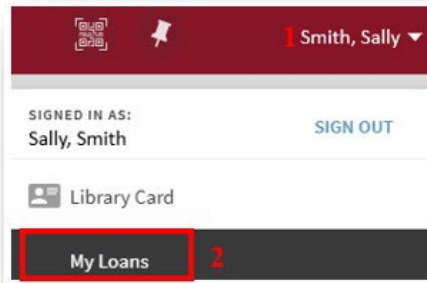 1 Smith, Sally
SIGNED IN AS:
Sally, Smith
SIGN OUT
Library Card
My Loans 2